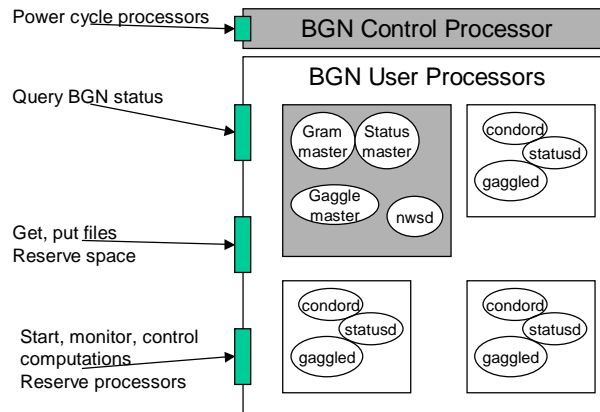 Power cycle processors
BGN Control Processor
BGN User Processors
Query BGN status
Gram
master
Status
master
Gaggle
master
nwsd
condord
statusd
gaggled
Get, put files
Reserve space
Start, monitor, control
computations
Reserve processors
condord
statusd
gaggled
condord
statusd
gaggled